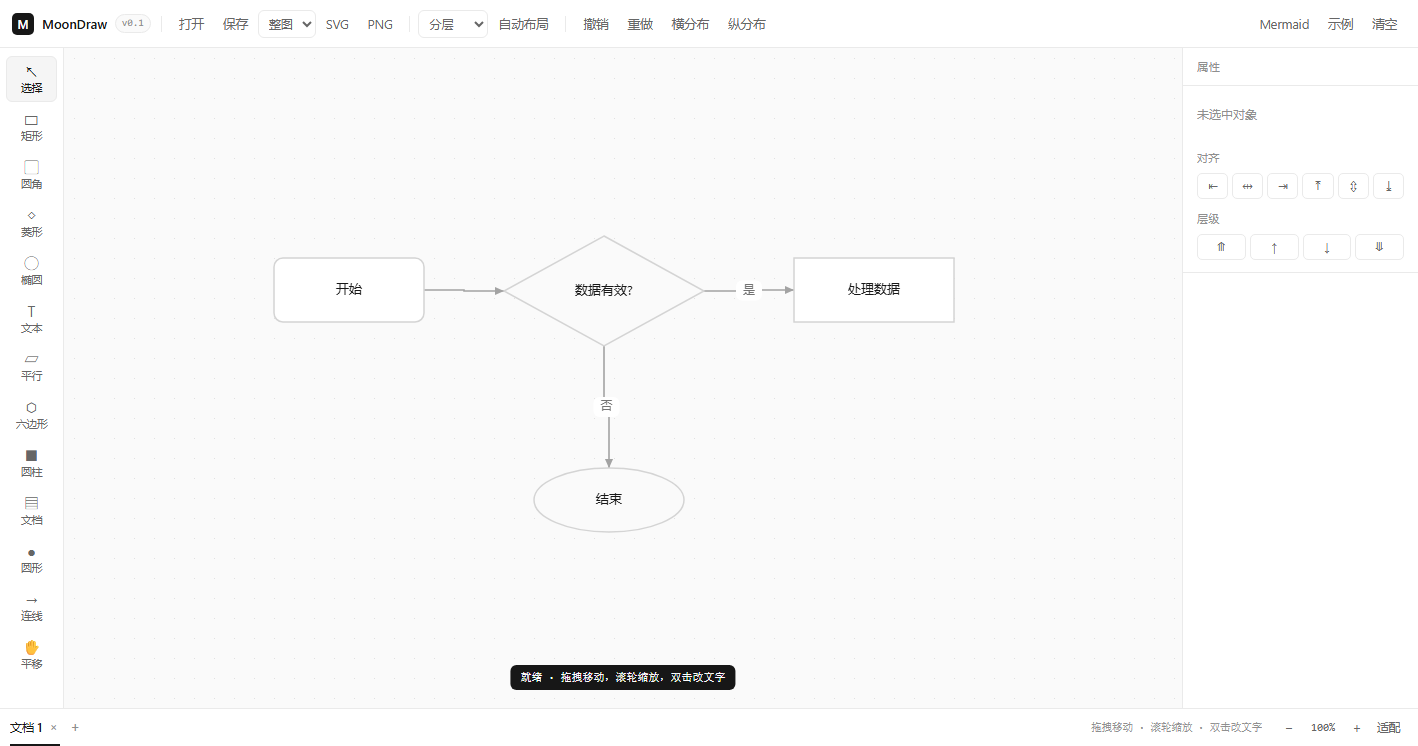 M MoonDraw v0.1 打开 保存 整图 SVG PNG 分层 自动布局 撤销 重做 横分布 纵分布 Mermaid 示例 清空
选择
矩形
圆角
菱形
椭圆
T
文本
平行
六边形
圆柱
文档
圆形
连线
平移
开始
数据有效?
是
处理数据
否
结束
就绪 · 拖拽移动，滚轮缩放，双击改文字
属性
未选中对象
对齐
层级
文档 1 × +
拖拽移动 · 滚轮缩放 · 双击改文字 − 100% + 适配